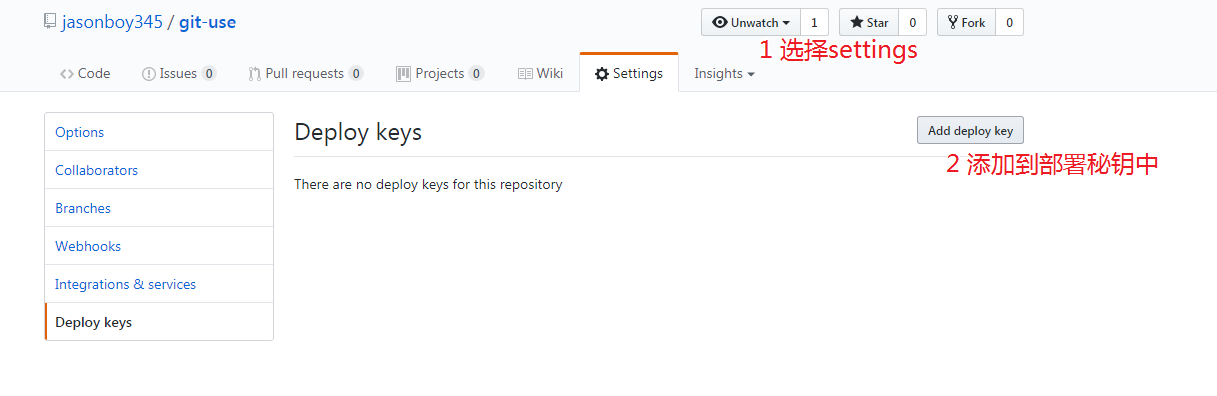 jasonboy345 / git-use
Unwatch 1 Star 0 Fork 0
1 选择settings
Code Issues 0 Pull requests 0 Projects 0 Wiki Settings Insights
Options
Collaborators
Branches
Webhooks
Integrations & services
Deploy keys
Deploy keys
Add deploy key
2 添加到部署秘钥中
There are no deploy keys for this repository